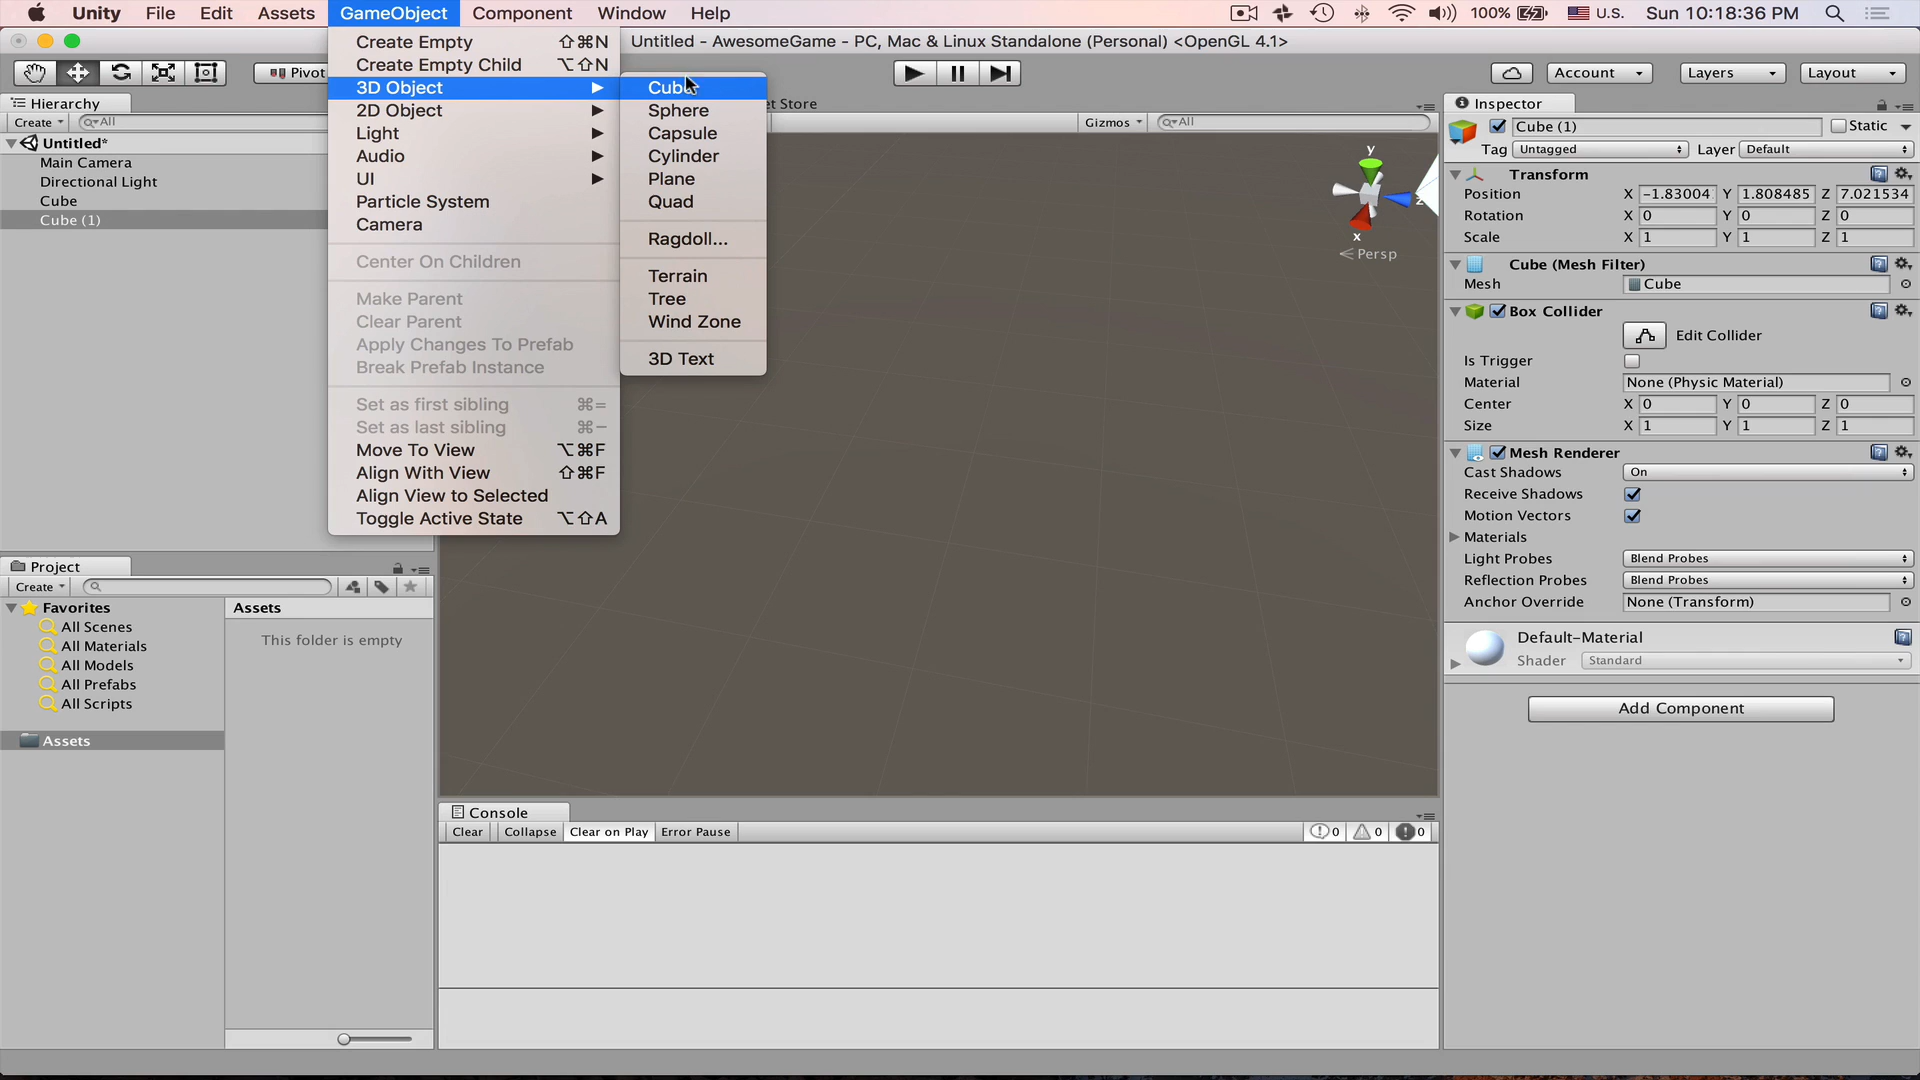 Unity File Edit Assets GameObject Component Window Help 100% U.S. Sun 10:18:36 PM
Untitled - AwesomeGame - PC, Mac & Linux Standalone (Personal) <OpenGL 4.1>
Pivot Account Layers Layout
Hierarchy
Create All
Untitled*
Main Camera
Directional Light
Cube
Cube (1)
Create Empty ⇧⌘N
Create Empty Child ⌥⇧N
3D Object
2D Object
Light
Audio
UI
Particle System
Camera
Center On Children
Make Parent
Clear Parent
Apply Changes To Prefab
Break Prefab Instance
Set as first sibling ⌘=
Set as last sibling ⌘-
Move To View ⌥⌘F
Align With View ⇧⌘F
Align View to Selected
Toggle Active State ⌥⇧A
Cube
Sphere
Capsule
Cylinder
Plane
Quad
Ragdoll...
Terrain
Tree
Wind Zone
3D Text
et Store
Gizmos All
y
z
x
Persp
Inspector
Cube (1) Static
Tag Untagged Layer Default
Transform
Position X -1.83004 Y 1.808485 Z 7.021534
Rotation X 0 Y 0 Z 0
Scale X 1 Y 1 Z 1
Cube (Mesh Filter)
Mesh Cube
Box Collider
Edit Collider
Is Trigger
Material None (Physic Material)
Center X 0 Y 0 Z 0
Size X 1 Y 1 Z 1
Mesh Renderer
Cast Shadows On
Receive Shadows
Motion Vectors
Materials
Light Probes Blend Probes
Reflection Probes Blend Probes
Anchor Override None (Transform)
Default-Material
Shader Standard
Add Component
Project
Create
Favorites
All Scenes
All Materials
All Models
All Prefabs
All Scripts
Assets
Assets
This folder is empty
Console
Clear Collapse Clear on Play Error Pause 0 0 0